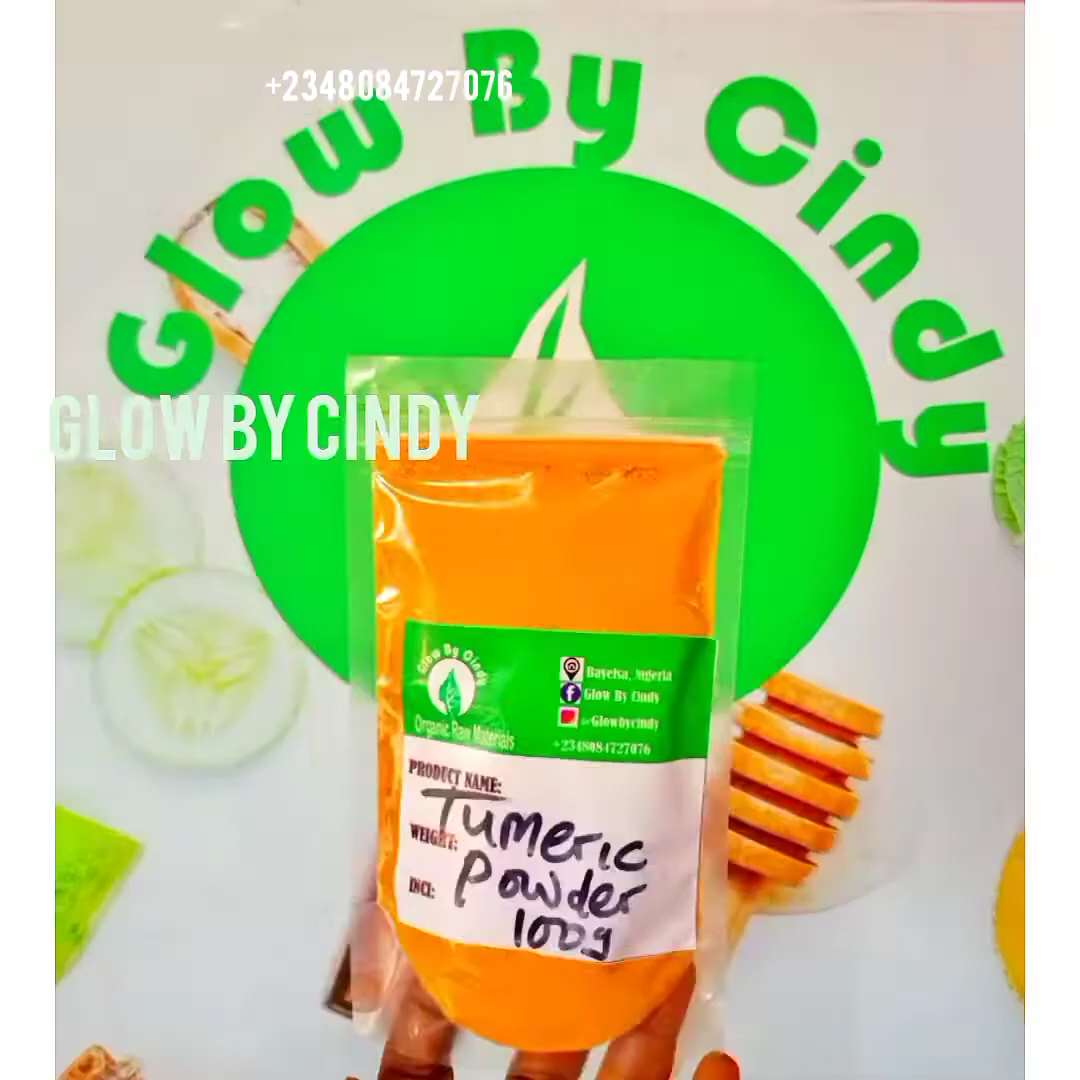 +2348084727076
Glow By Cindy
GLOW BY CINDY
Glow By Cindy
Organic Raw Materials
Bayelsa, Nigeria
Glow By Cindy
@Glowbycindy
+2348084727076
PRODUCT NAME:
Tumeric
WEIGHT:
Powder
INCI:
100g